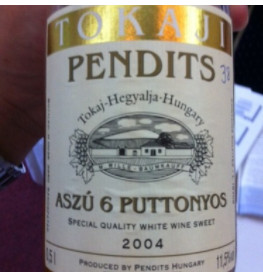 TOKAJI
PENDITS
Tokaj-Hegyalja-Hungary
ASZÚ 6 PUTTONYOS
SPECIAL QUALITY WHITE WINE SWEET
2004
PRODUCED BY PENDITS HUNGARY